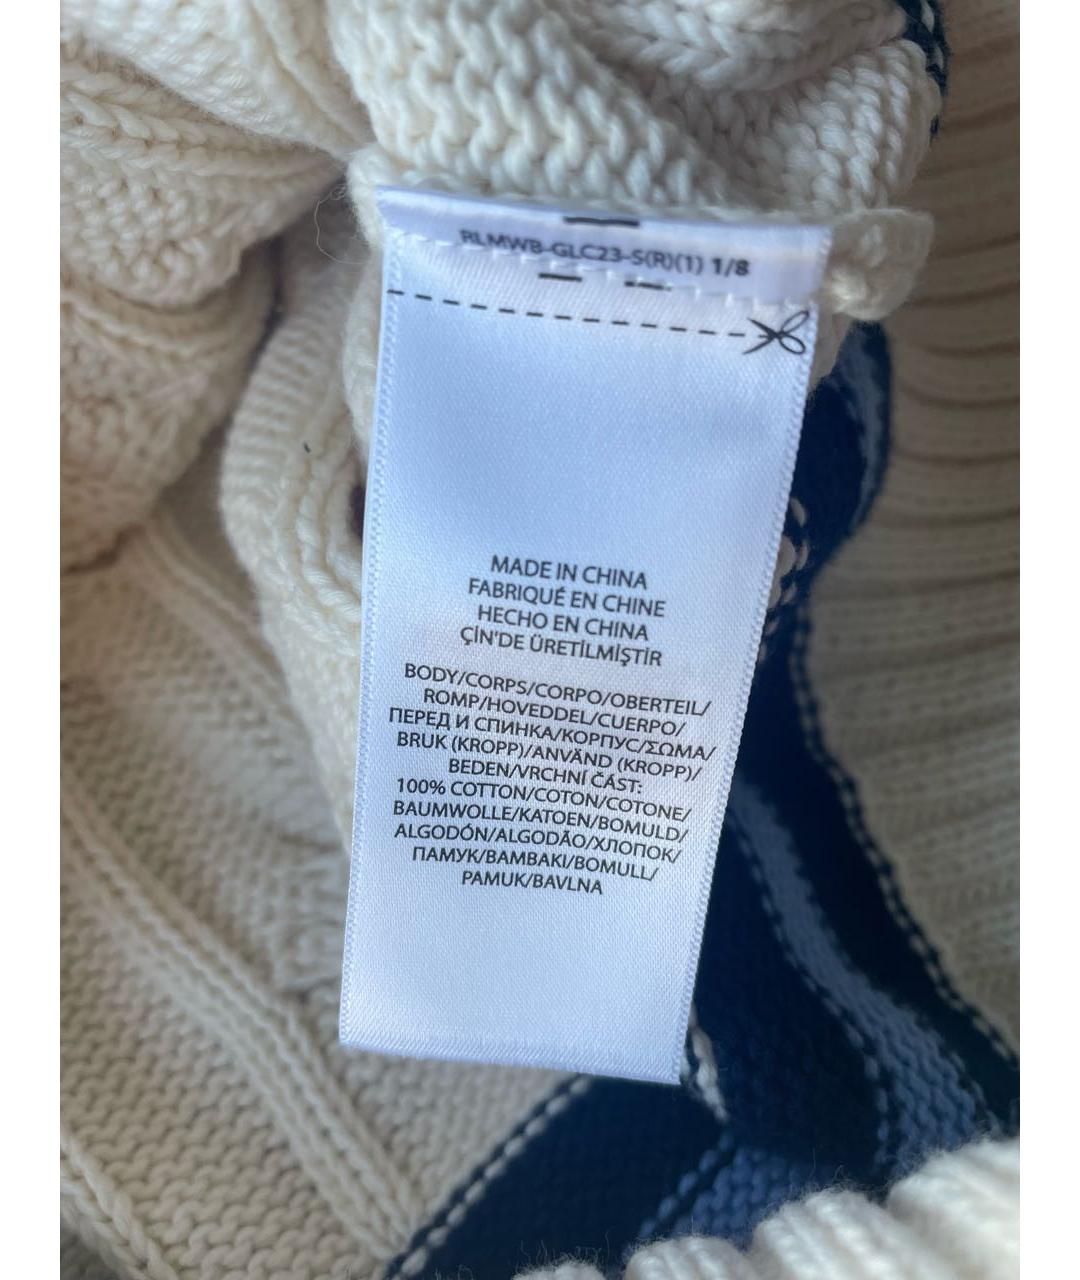 RLMWB-GLC23-S(R)(1) 1/8
MADE IN CHINA
FABRIQUÉ EN CHINE
HECHO EN CHINA
ÇİN'DE ÜRETİLMİŞTİR
BODY/CORPS/CORPO/OBERTEIL/
ROMP/HOVEDDEL/CUERPO/
ПЕРЕД И СПИНКА/КОРПУС/ΣΩΜΑ/
BRUK (KROPP)/ANVÄND (KROPP)/
BEDEN/VRCHNÍ ČÁST:
100% COTTON/COTON/COTONE/
BAUMWOLLE/KATOEN/BOMULD/
ALGODÓN/ALGODÃO/ХЛОПОК/
ПАМУК/ΒΑΜΒΑΚΙ/BOMULL/
PAMUK/BAVLNA